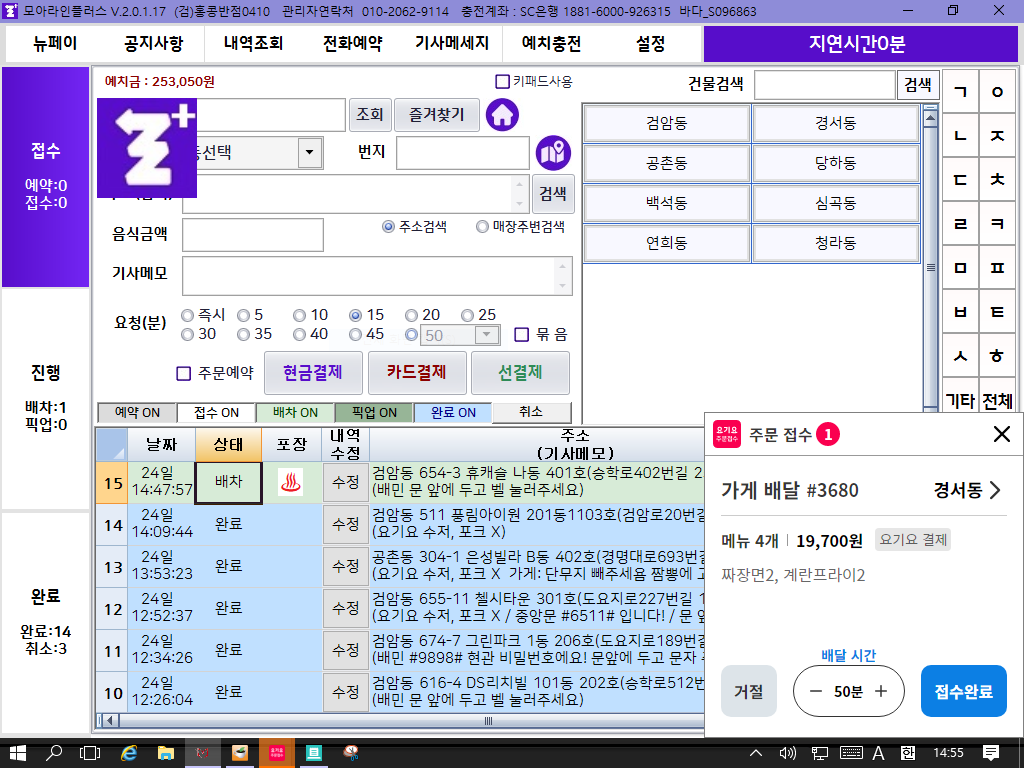 모아라인플러스 V.2.0.1.17 (검)홍콩반점0410 관리자연락처 010-2062-9114 충전계좌 : SC은행 1881-6000-926315 바다_S096863
뉴페이 공지사항 내역조회 전화예약 기사메세지 예치충전 설정 지연시간0분
접수
예약:0
접수:0
진행
배차:1
픽업:0
완료
완료:14
취소:3
예치금 : 253,050원 키패드사용
조회 즐겨찾기
동선택 번지
검색
음식금액 주소검색 매장주변검색
기사메모
요청(분) 즉시 5 10 15 20 25
30 35 40 45 50 묶 음
주문예약 현금결제 카드결제 선결제
예약 ON 접수 ON 배차 ON 픽업 ON 완료 ON 취소
건물검색 검색
검암동 경서동
공촌동 당하동
백석동 심곡동
연희동 청라동
ㄱ ㅇ
ㄴ ㅈ
ㄷ ㅊ
ㄹ ㅋ
ㅁ ㅍ
ㅂ ㅌ
ㅅ ㅎ
기타 전체
날짜 상태 포장 내역 수정 주소
(기사메모)
15 24일 14:47:57 배차 수정 검암동 654-3 휴캐슬 나동 401호(승학로402번길 2
(배민 문 앞에 두고 벨 눌러주세요)
14 24일 14:09:44 완료 수정 검암동 511 풍림아이원 201동1103호(검암로20번길
(요기요 수저, 포크 X)
13 24일 13:53:23 완료 수정 공촌동 304-1 은성빌라 B동 402호(경명대로693번길
(요기요 수저, 포크 X 가게: 단무지 빼주세욥 짬뽕에 고
12 24일 12:52:37 완료 수정 검암동 655-11 첼시타운 301호(도요지로227번길 1
(요기요 수저, 포크 X / 중앙문 #6511# 입니다! / 문 앞
11 24일 12:34:26 완료 수정 검암동 674-7 그린파크 1동 206호(도요지로189번길
(배민 #9898# 현관 비밀번호에요! 문앞에 두고 문자
10 24일 12:26:04 완료 수정 검암동 616-4 DS리치빌 101동 202호(승학로512번
(배민 문 앞에 두고 벨 눌러주세요)
요기요
주문접수
주문 접수 1
가게 배달 #3680 경서동
메뉴 4개 19,700원 요기요 결제
짜장면2, 계란프라이2
배달 시간
거절 − 50분 + 접수완료
A 한 14:55